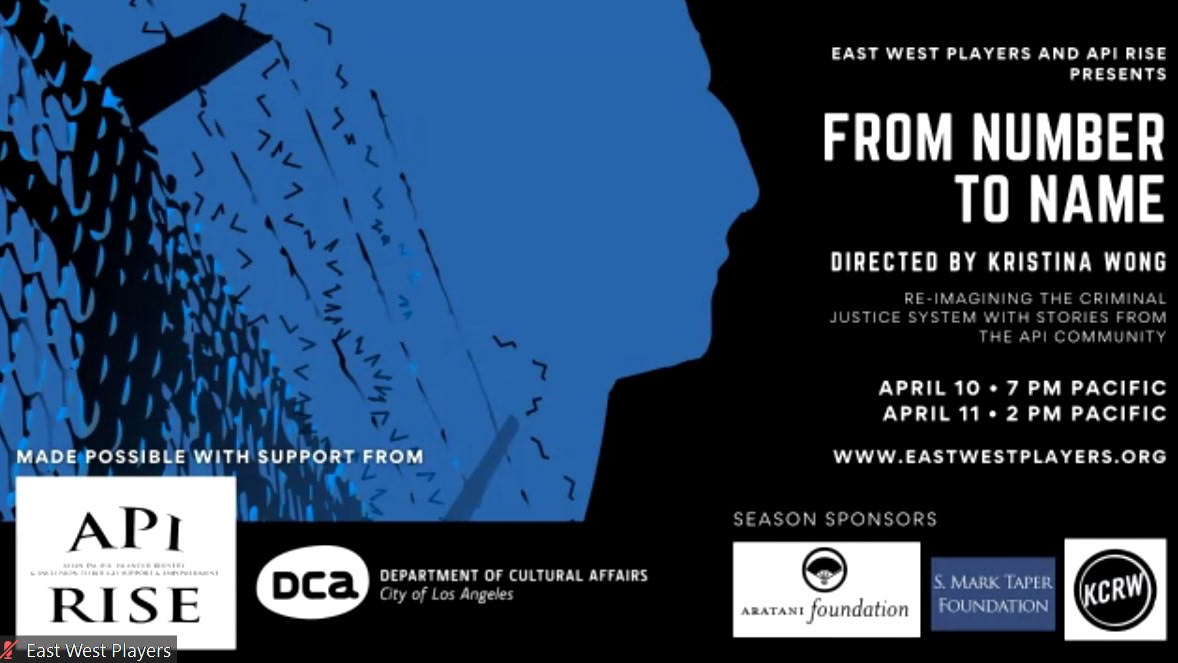 EAST WEST PLAYERS AND API RISE
PRESENTS
FROM NUMBER
TO NAME
DIRECTED BY KRISTINA WONG
RE-IMAGINING THE CRIMINAL
JUSTICE SYSTEM WITH STORIES FROM
THE API COMMUNITY
APRIL 10 • 7 PM PACIFIC
APRIL 11 • 2 PM PACIFIC
WWW.EASTWESTPLAYERS.ORG
MADE POSSIBLE WITH SUPPORT FROM
API
RISE
DCa
DEPARTMENT OF CULTURAL AFFAIRS
City of Los Angeles
SEASON SPONSORS
ARATANI foundation
S. MARK TAPER
FOUNDATION
KCRW
East West Players